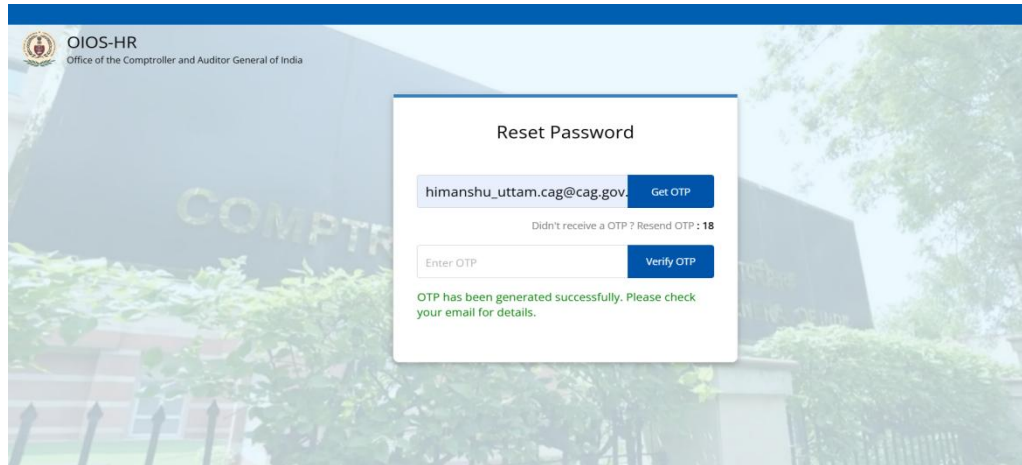 OIOS-HR
Office of the Comptroller and Auditor General of India
Reset Password
himanshu_uttam.cag@cag.gov.
Get OTP
Didn't receive a OTP ? Resend OTP : 18
Enter OTP
Verify OTP
OTP has been generated successfully. Please check
your email for details.
COMPTR